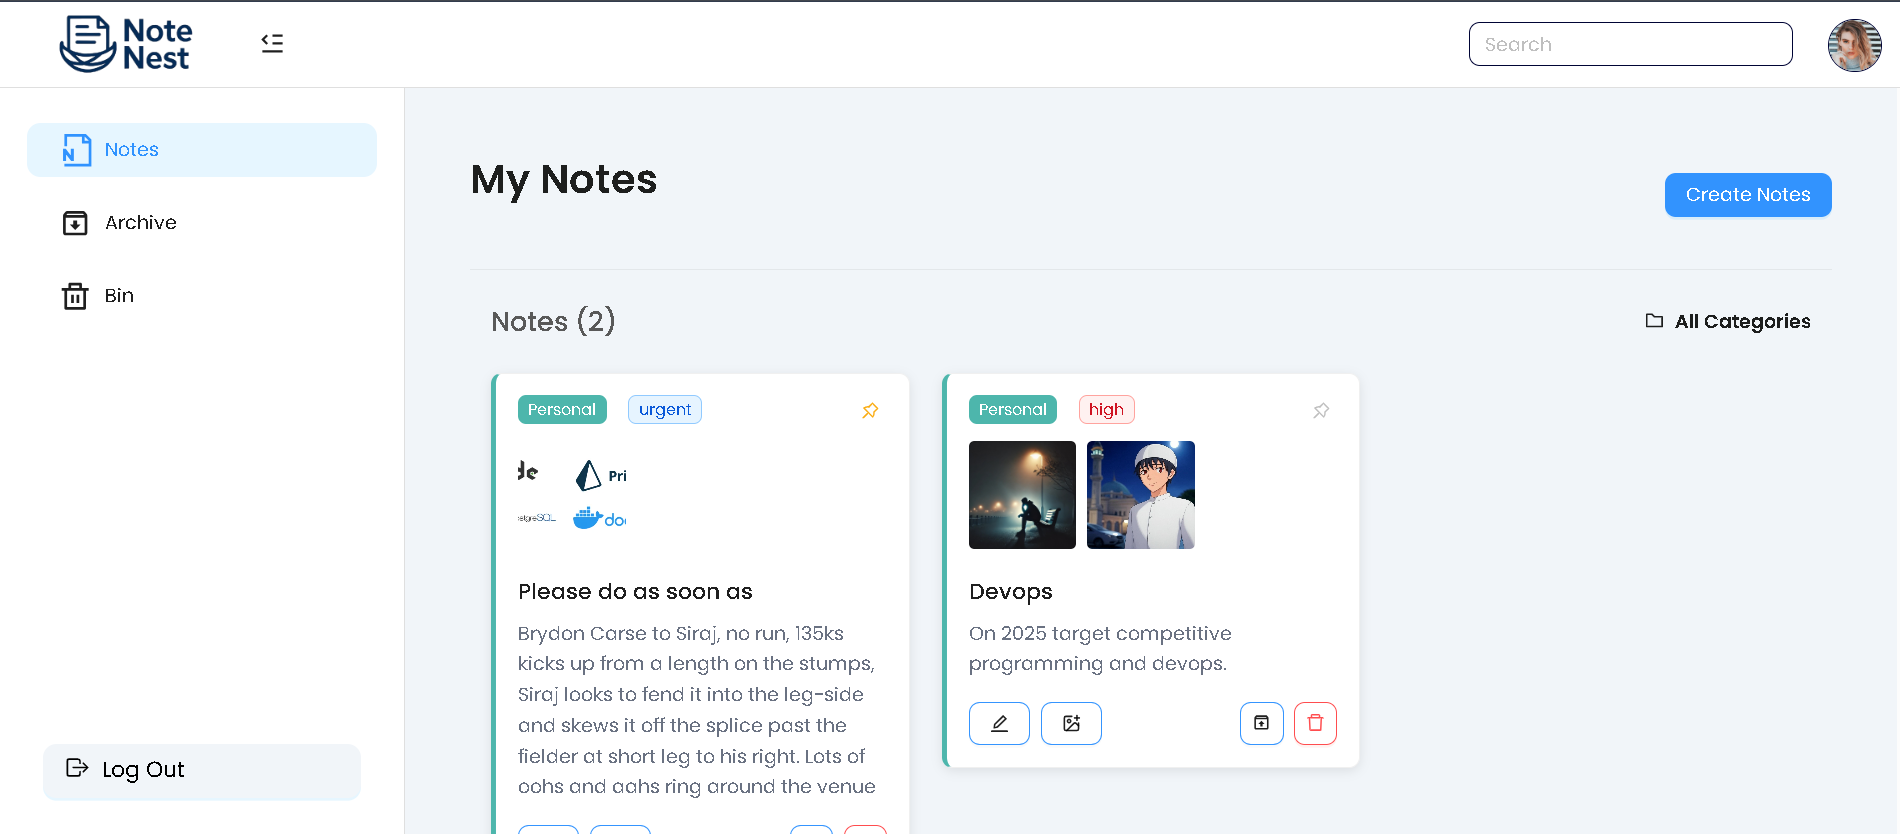 Note
Nest
Search
Notes
Archive
Bin
Log Out
My Notes
Create Notes
Notes (2)
All Categories
Personal
urgent
de
Pri
SQL
doc
Please do as soon as
Brydon Carse to Siraj, no run, 135ks
kicks up from a length on the stumps,
Siraj looks to fend it into the leg-side
and skews it off the splice past the
fielder at short leg to his right. Lots of
oohs and aahs ring around the venue
Personal
high
Devops
On 2025 target competitive
programming and devops.